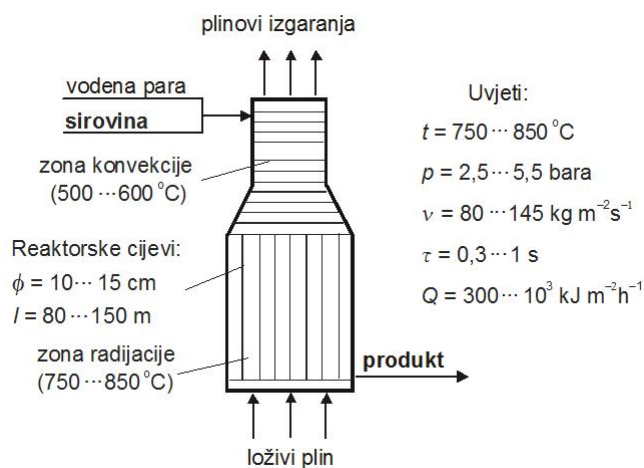 plinovi izgaranja
vodena para
sirovina
zona konvekcije
(500 ··· 600 °C)
Reaktorske cijevi:
ϕ = 10··· 15 cm
l = 80 ··· 150 m
zona radijacije
(750 ··· 850 °C)
produkt
loživi plin
Uvjeti:
t = 750 ··· 850 °C
p = 2,5 ··· 5,5 bara
v = 80 ··· 145 kg m⁻²s⁻¹
τ = 0,3 ··· 1 s
Q = 300 ··· 10³ kJ m⁻²h⁻¹